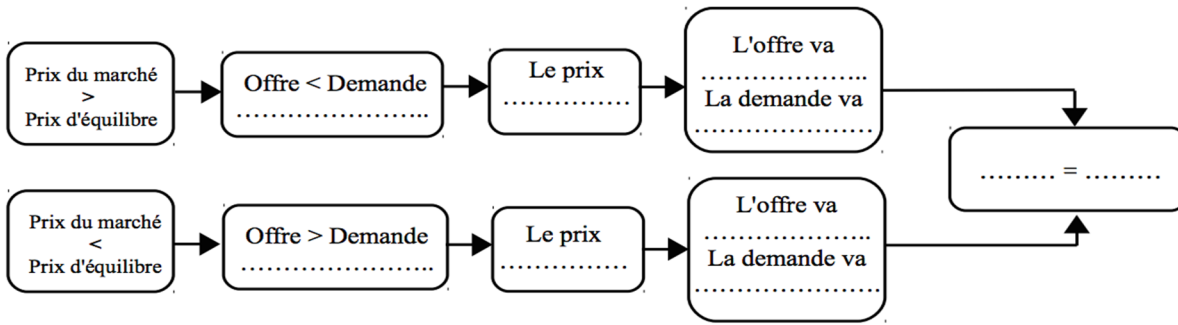 Prix du marché
>
Prix d'équilibre
Offre < Demande
…………………..
Le prix
……………
L'offre va
………………..
La demande va
…………………
……… = ………
Prix du marché
<
Prix d'équilibre
Offre > Demande
…………………..
Le prix
……………
L'offre va
………………..
La demande va
………………….